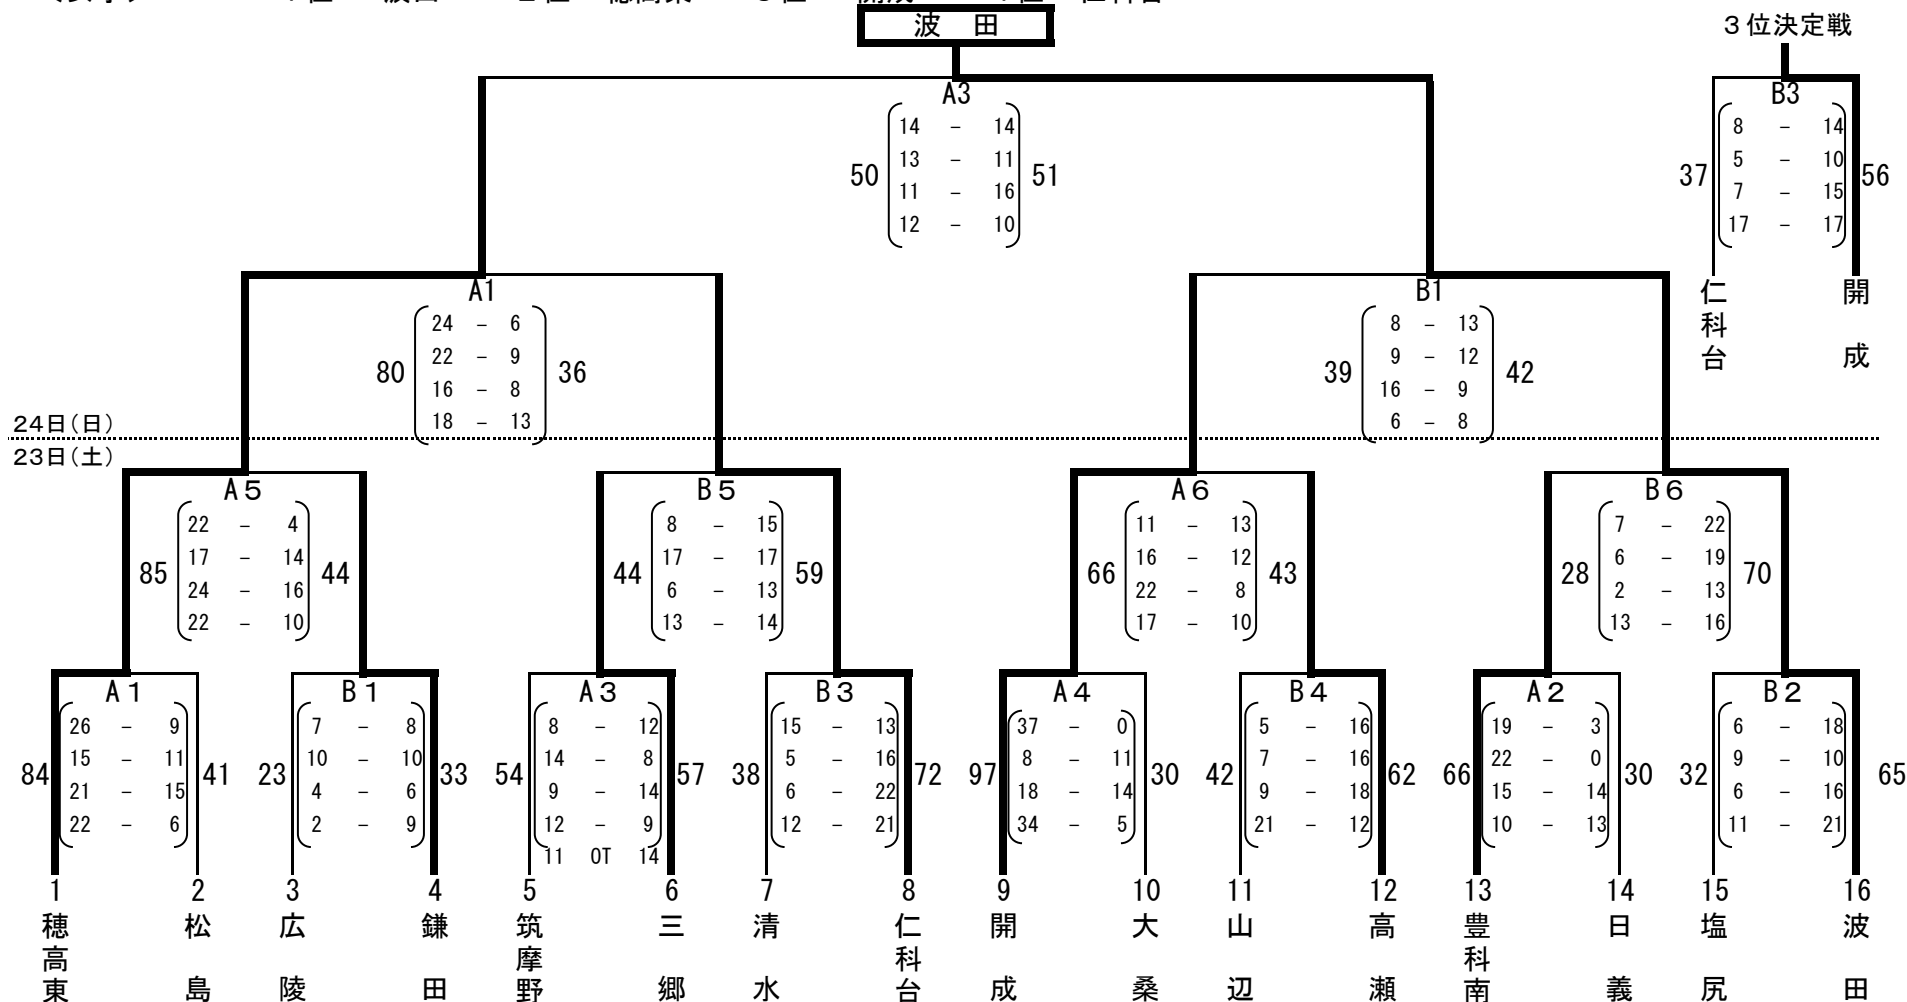 波 田
3位決定戦
A3
B3
14 - 14
13 - 11
11 - 16
12 - 10
50
51
8 - 14
5 - 10
7 - 15
17 - 17
37
56
仁科台
開成
A1
24 - 6
22 - 9
16 - 8
18 - 13
80
36
B1
8 - 13
9 - 12
16 - 9
6 - 8
39
42
24日(日)
23日(土)
A5
22 - 4
17 - 14
24 - 16
22 - 10
85
44
B5
8 - 15
17 - 17
6 - 13
13 - 14
44
59
A6
11 - 13
16 - 12
22 - 8
17 - 10
66
43
B6
7 - 22
6 - 19
2 - 13
13 - 16
28
70
A1
26 - 9
15 - 11
21 - 15
22 - 6
84
41
B1
7 - 8
10 - 10
4 - 6
2 - 9
23
33
A3
8 - 12
14 - 8
9 - 14
12 - 9
11 OT 14
54
57
B3
15 - 13
5 - 16
6 - 22
12 - 21
38
72
A4
37 - 0
8 - 11
18 - 14
34 - 5
97
30
B4
5 - 16
7 - 16
9 - 18
21 - 12
42
62
A2
19 - 3
22 - 0
15 - 14
10 - 13
66
30
B2
6 - 18
9 - 10
6 - 16
11 - 21
32
65
1 2 3 4 5 6 7 8 9 10 11 12 13 14 15 16
穂高東
松島
広陵
鎌田
筑摩野
三郷
清水
仁科台
開成
大桑
山辺
高瀬
豊科南
日義
塩尻
波田